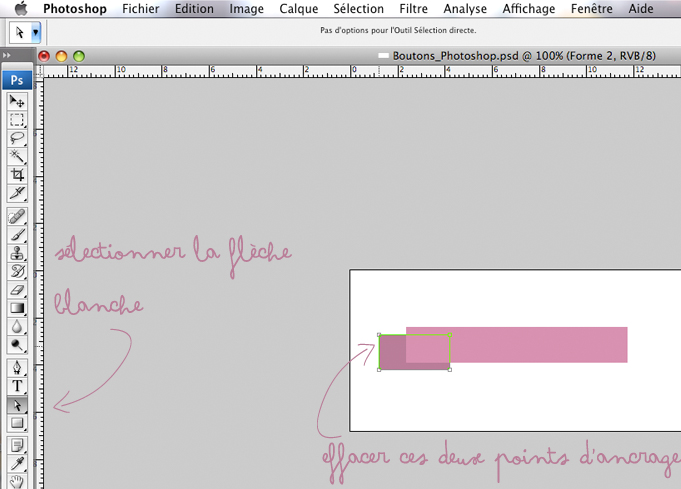 Photoshop Fichier Edition Image Calque Sélection Filtre Analyse Affichage Fenêtre Aide
Pas d'options pour l'Outil Sélection directe.
Boutons_Photoshop.psd @ 100% (Forme 2, RVB/8)
12 10 8 6 4 2 0 2 4 6 8 10 12
Ps
T
sélectionner la flèche
blanche
effacer ces deux points d'ancrage